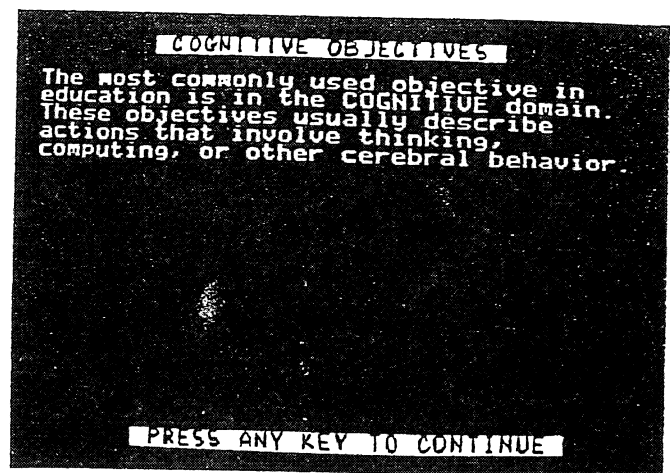 COGNITIVE OBJECTIVES
The most commonly used objective in
education is in the COGNITIVE domain.
These objectives usually describe
actions that involve thinking,
computing, or other cerebral behavior.
PRESS ANY KEY TO CONTINUE